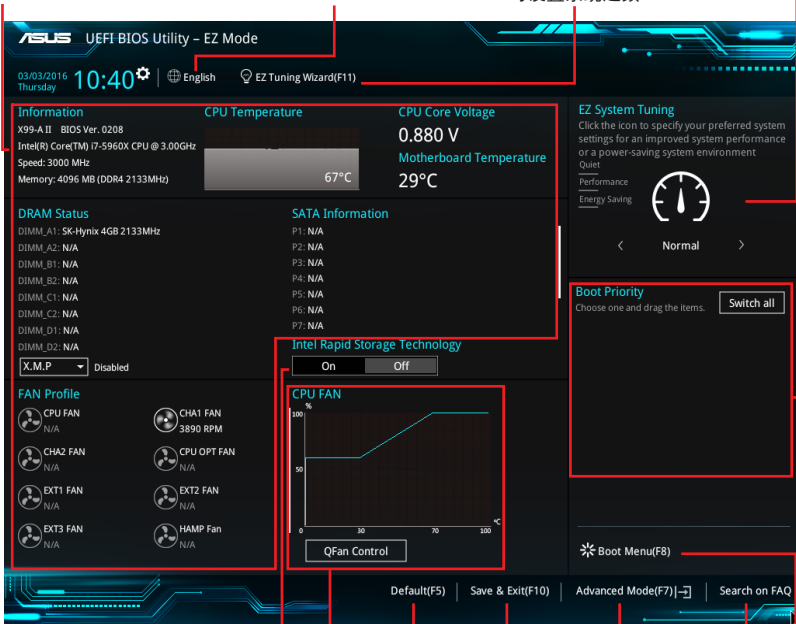 ASUS UEFI BIOS Utility – EZ Mode
03/03/2016
Thursday
10:40
English
EZ Tuning Wizard(F11)
Information
X99-A II BIOS Ver. 0208
Intel(R) Core(TM) i7-5960X CPU @ 3.00GHz
Speed: 3000 MHz
Memory: 4096 MB (DDR4 2133MHz)
CPU Temperature
67°C
CPU Core Voltage
0.880 V
Motherboard Temperature
29°C
EZ System Tuning
Click the icon to specify your preferred system
settings for an improved system performance
or a power-saving system environment
Quiet
Performance
Energy Saving
< Normal >
DRAM Status
DIMM_A1: SK-Hynix 4GB 2133MHz
DIMM_A2: N/A
DIMM_B1: N/A
DIMM_B2: N/A
DIMM_C1: N/A
DIMM_C2: N/A
DIMM_D1: N/A
DIMM_D2: N/A
X.M.P Disabled
SATA Information
P1: N/A
P2: N/A
P3: N/A
P4: N/A
P5: N/A
P6: N/A
P7: N/A
Intel Rapid Storage Technology
On Off
Boot Priority
Choose one and drag the items.
Switch all
FAN Profile
CPU FAN
N/A
CHA1 FAN
3890 RPM
CHA2 FAN
N/A
CPU OPT FAN
N/A
EXT1 FAN
N/A
EXT2 FAN
N/A
EXT3 FAN
N/A
HAMP Fan
N/A
CPU FAN
%
100
50
0 30 70 100
°C
QFan Control
Boot Menu(F8)
Default(F5)
Save & Exit(F10)
Advanced Mode(F7)
Search on FAQ